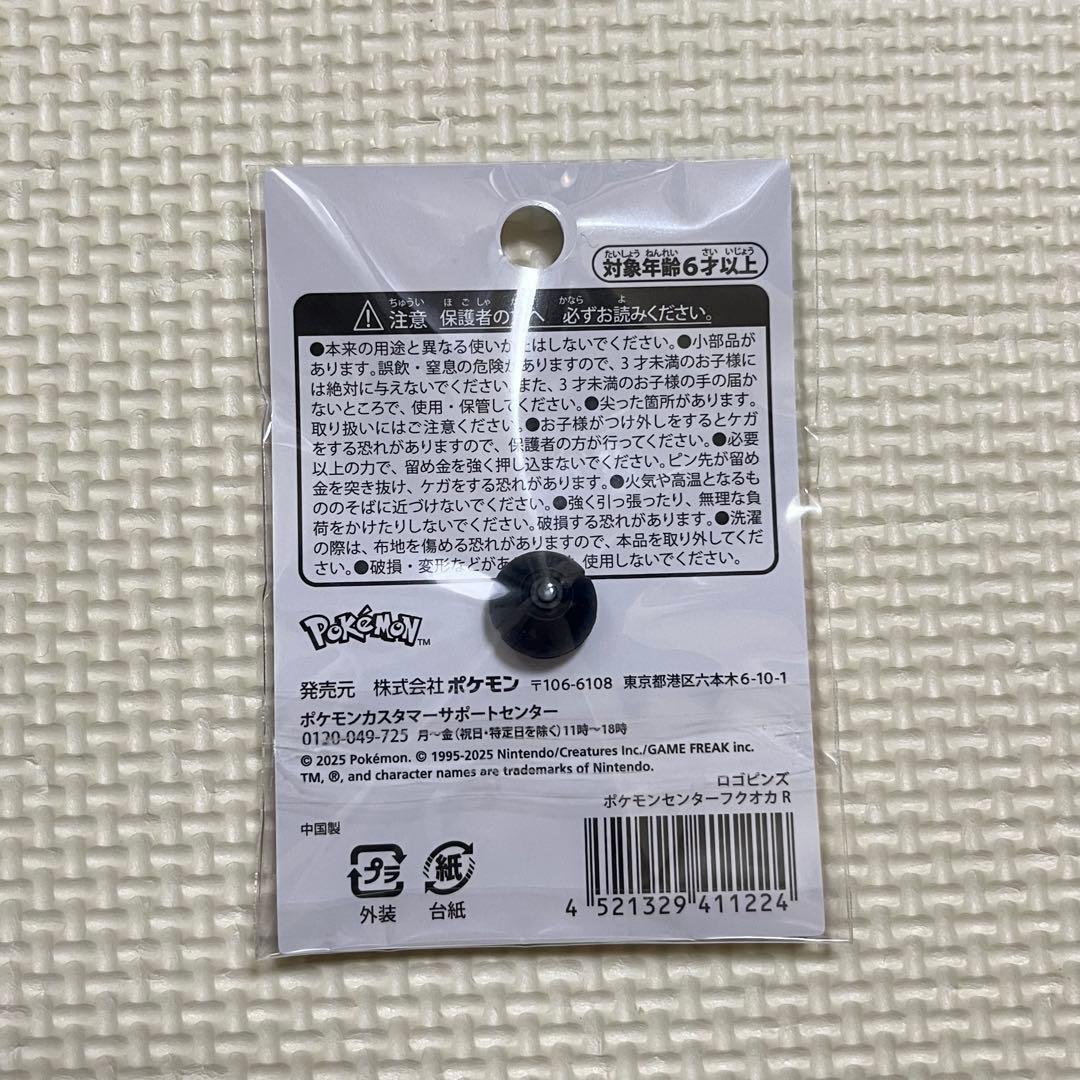 たいしょう ねんれい さい いじょう
対象年齢6才以上
ちゅうい ほごしゃ かなら よ
⚠注意 保護者の へ 必ずお読みください。
●本来の用途と異なる使い はしないでください。●小部品が
あります。誤飲・窒息の危険がありますので、3才未満のお子様に
は絶対に与えないでください。また、3才未満のお子様の手の届か
ないところで、使用・保管してください。●尖った箇所があります。
取り扱いにはご注意ください。●お子様がつけ外しをするとケガ
をする恐れがありますので、保護者の方が行ってください。●必要
以上の力で、留め金を強く押し込まないでください。ピン先が留め
金を突き抜け、ケガをする恐れがあります。●火気や高温となるも
ののそばに近づけないでください。●強く引っ張ったり、無理な負
荷をかけたりしないでください。破損する恐れがあります。●洗濯
の際は、布地を傷める恐れがありますので、本品を取り外してくだ
さい。●破損・変形などがあ 、使用しないでください。
POKéMON™
発売元 株式会社ポケモン 〒106-6108 東京都港区六本木6-10-1
ポケモンカスタマーサポートセンター
0120-049-725 月～金(祝日・特定日を除く)11時～18時
© 2025 Pokémon. © 1995-2025 Nintendo/Creatures Inc./GAME FREAK inc.
TM, ®, and character names are trademarks of Nintendo.
ロゴピンズ
ポケモンセンターフクオカ R
中国製
プラ
外装
紙
台紙
4 521329 411224